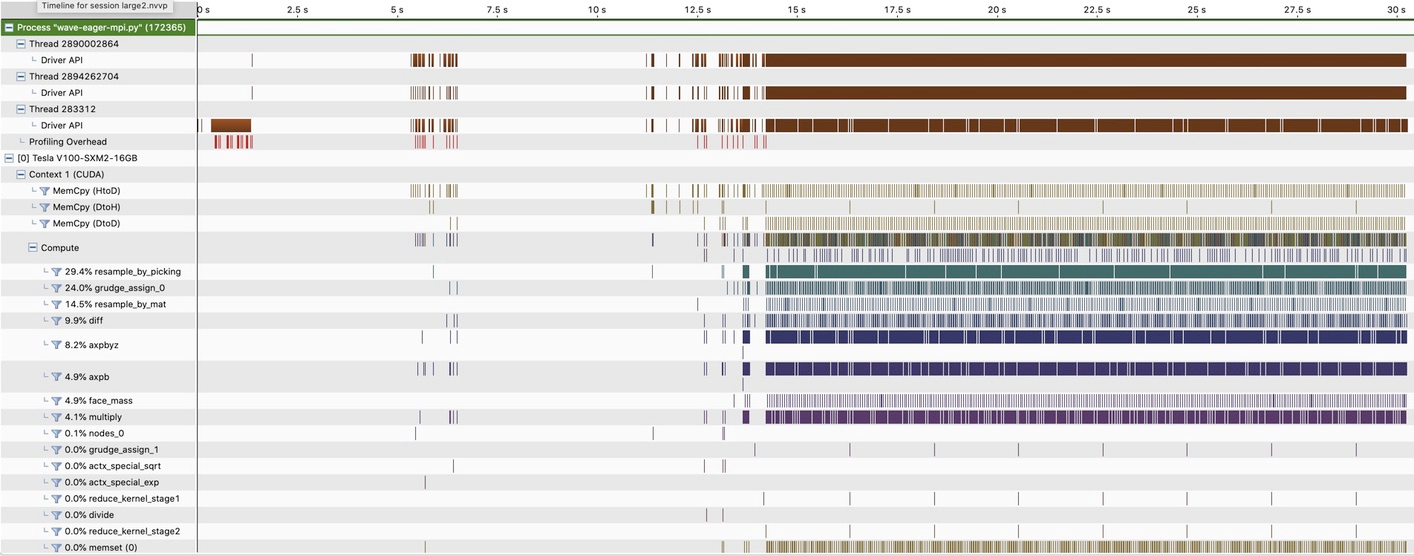 Timeline for session large2.nvvp
0 s 2.5 s 5 s 7.5 s 10 s 12.5 s 15 s 17.5 s 20 s 22.5 s 25 s 27.5 s 30 s
Process "wave-eager-mpi.py" (172365)
Thread 2890002864
Driver API
Thread 2894262704
Driver API
Thread 283312
Driver API
Profiling Overhead
[0] Tesla V100-SXM2-16GB
Context 1 (CUDA)
MemCpy (HtoD)
MemCpy (DtoH)
MemCpy (DtoD)
Compute
29.4% resample_by_picking
24.0% grudge_assign_0
14.5% resample_by_mat
9.9% diff
8.2% axpbyz
4.9% axpb
4.9% face_mass
4.1% multiply
0.1% nodes_0
0.0% grudge_assign_1
0.0% actx_special_sqrt
0.0% actx_special_exp
0.0% reduce_kernel_stage1
0.0% divide
0.0% reduce_kernel_stage2
0.0% memset (0)